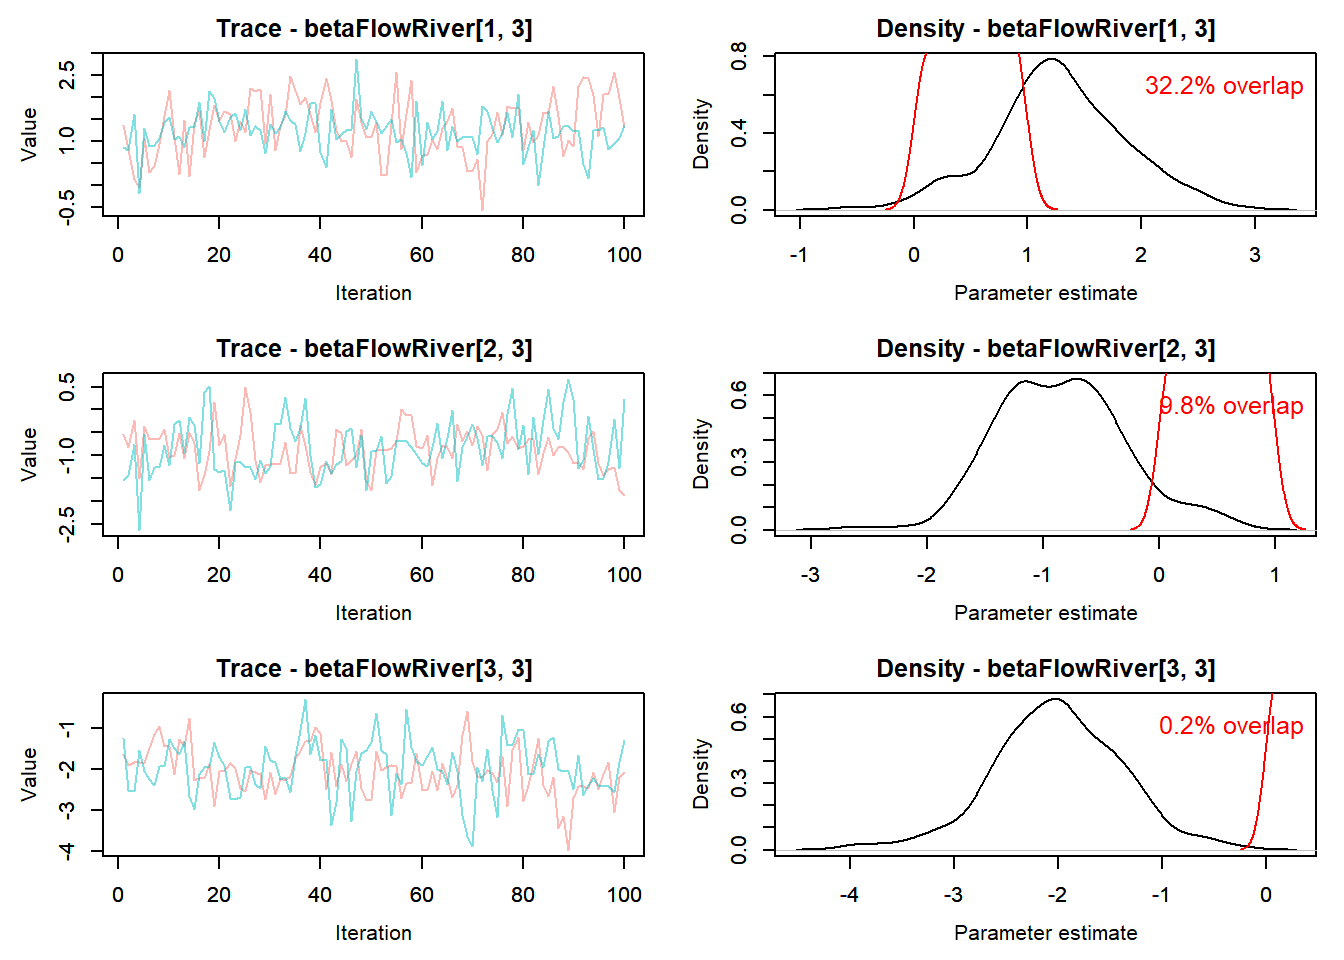 Trace - betaFlowRiver[1, 3]
Value
-0.5 1.0 2.5
0 20 40 60 80 100
Iteration
Density - betaFlowRiver[1, 3]
32.2% overlap
Density
0.0 0.4 0.8
-1 0 1 2 3
Parameter estimate
Trace - betaFlowRiver[2, 3]
Value
-2.5 -1.0 0.5
0 20 40 60 80 100
Iteration
Density - betaFlowRiver[2, 3]
9.8% overlap
Density
0.0 0.3 0.6
-3 -2 -1 0 1
Parameter estimate
Trace - betaFlowRiver[3, 3]
Value
-4 -3 -2 -1
0 20 40 60 80 100
Iteration
Density - betaFlowRiver[3, 3]
0.2% overlap
Density
0.0 0.3 0.6
-4 -3 -2 -1 0
Parameter estimate